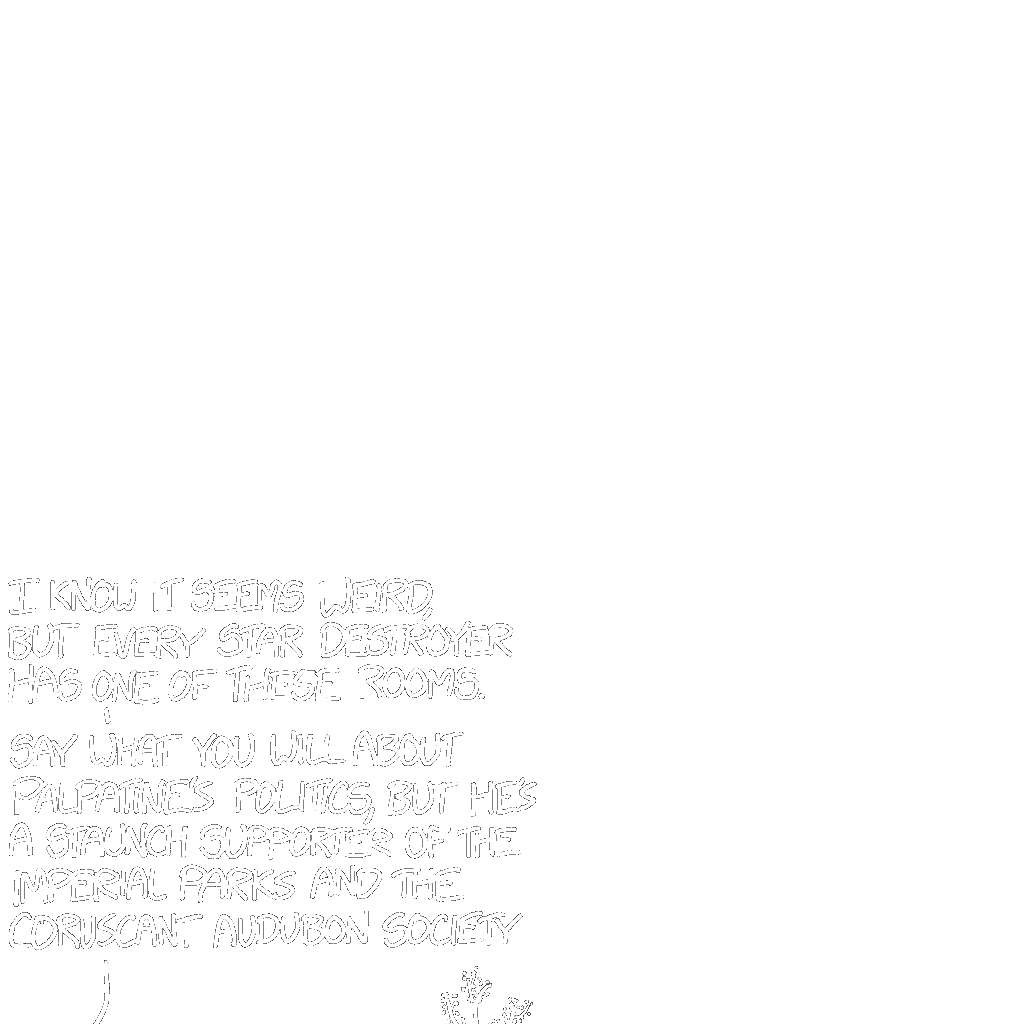 I KNOW IT SEEMS WEIRD,
BUT EVERY STAR DESTROYER
HAS ONE OF THESE ROOMS.
SAY WHAT YOU WILL ABOUT
PALPATINE'S POLITICS, BUT HE'S
A STAUNCH SUPPORTER OF THE
IMPERIAL PARKS AND THE
CORUSCANT AUDUBON SOCIETY